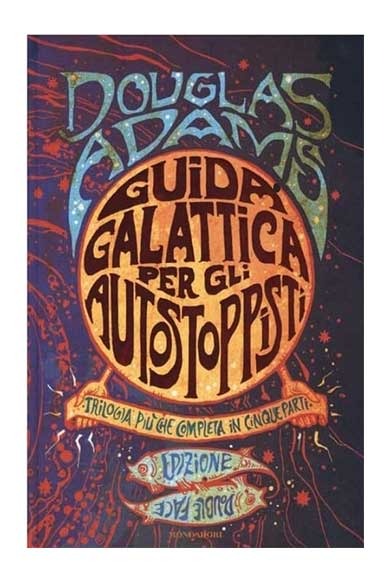 DOUGLAS
ADAMS
GUIDA
GALATTICA
PER GLI
AUTOSTOPPISTI
TRILOGIA PIÙ CHE COMPLETA IN CINQUE PARTI.
EDIZIONE
DOUBLE FACE
MONDADORI